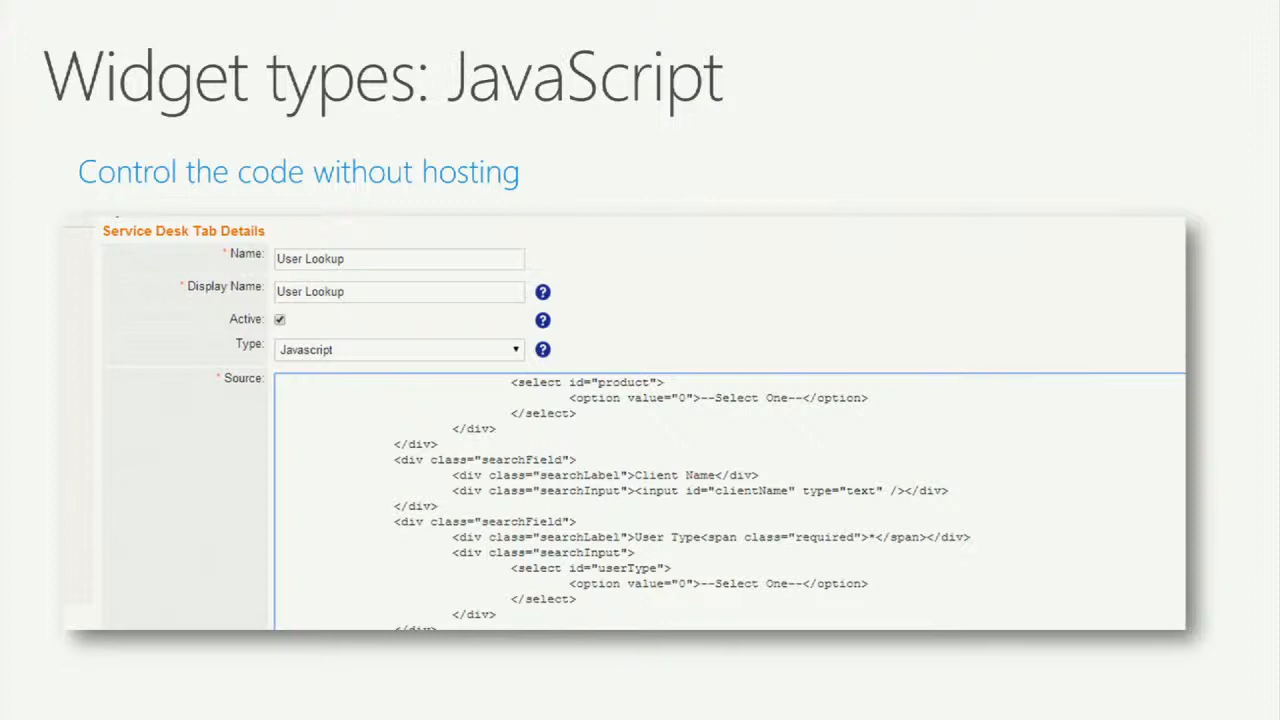 Widget types: JavaScript
Control the code without hosting
Service Desk Tab Details
* Name: User Lookup
* Display Name: User Lookup ?
Active: ?
Type: Javascript ?
* Source:
<select id="product">
<option value="0">--Select One--</option>
</select>
</div>
</div>
<div class="searchField">
<div class="searchLabel">Client Name</div>
<div class="searchInput"><input id="clientName" type="text" /></div>
</div>
<div class="searchField">
<div class="searchLabel">User Type<span class="required">*</span></div>
<div class="searchInput">
<select id="userType">
<option value="0">--Select One--</option>
</select>
</div>
</div>